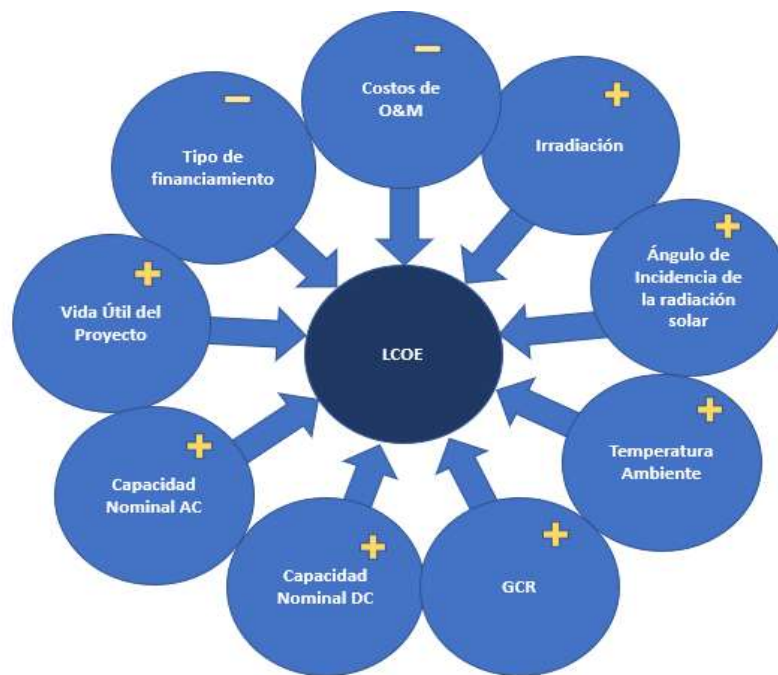 −
Costos de
O&M
+
Irradiación
+
Ángulo de
Incidencia de
la radiación
solar
+
Temperatura
Ambiente
+
GCR
+
Capacidad
Nominal DC
+
Capacidad
Nominal AC
+
Vida Útil del
Proyecto
−
Tipo de
financiamiento
LCOE